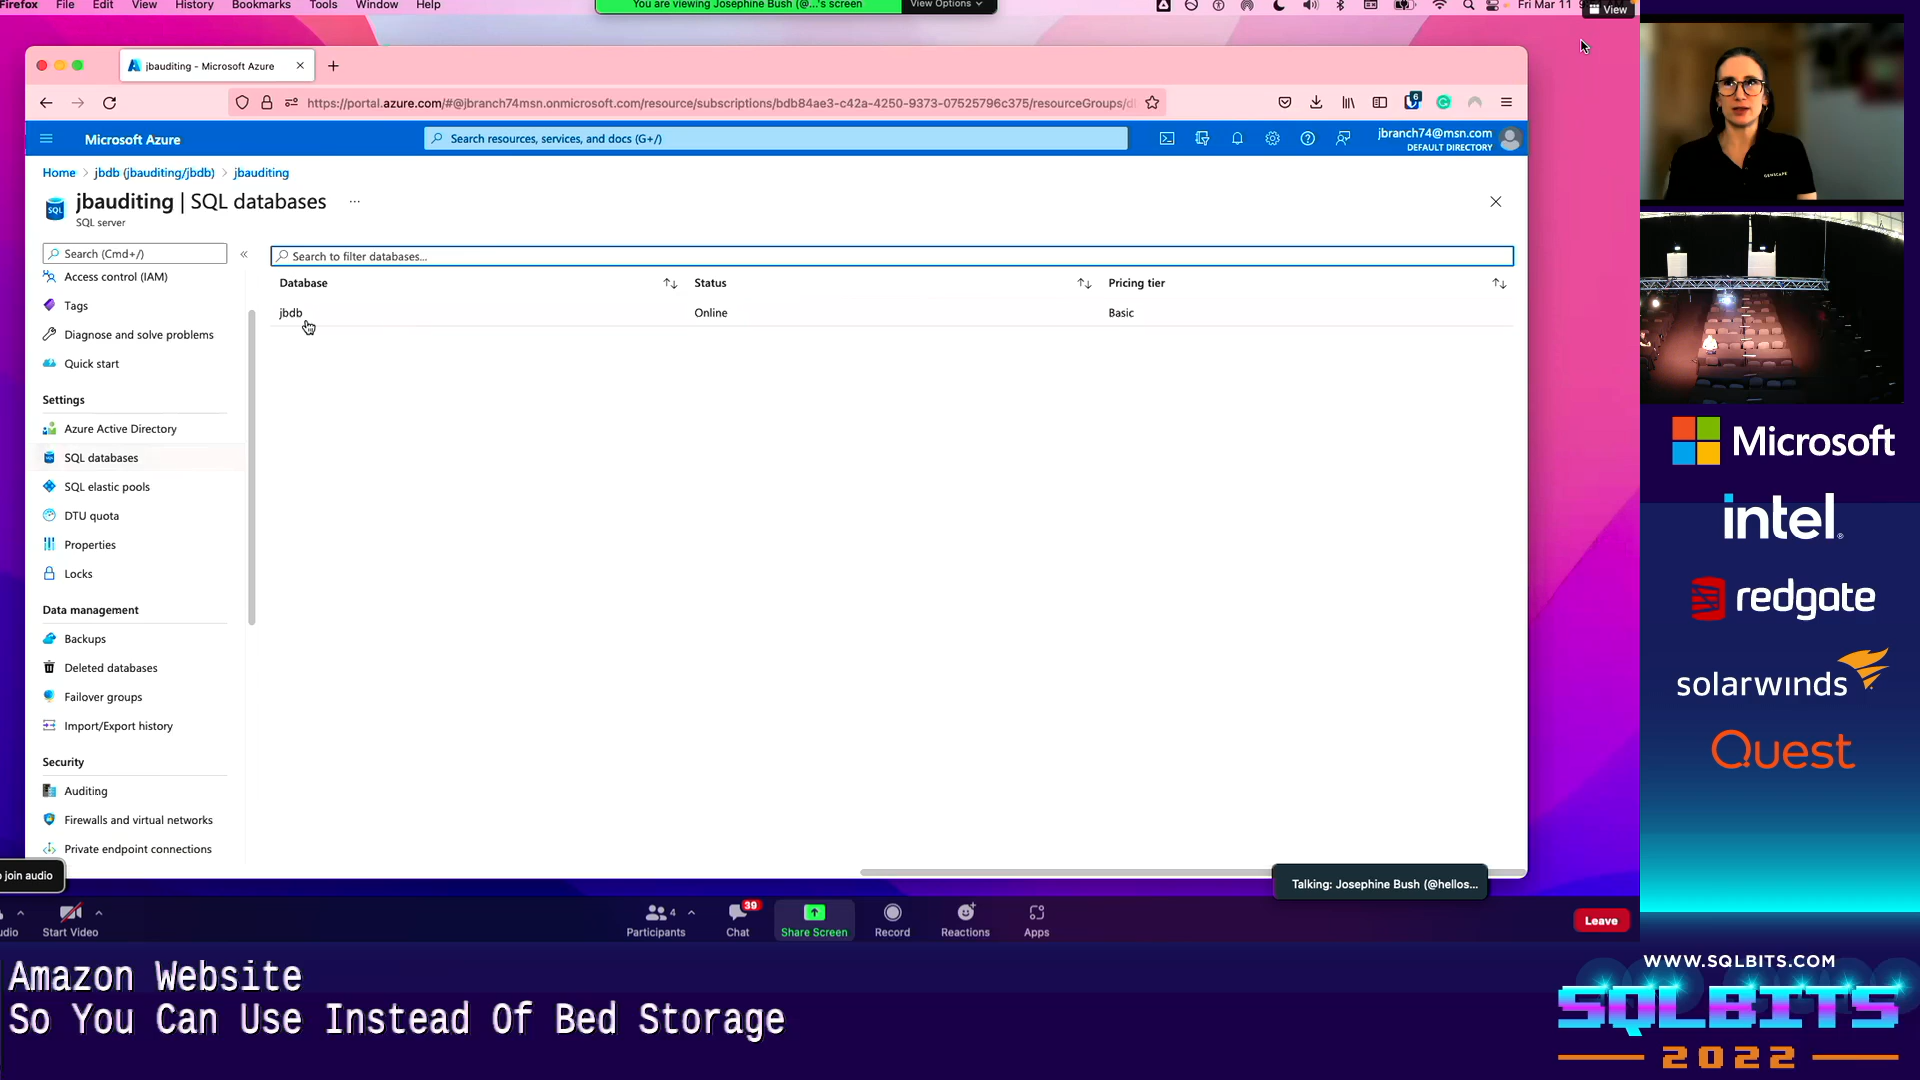 Firefox File Edit View History Bookmarks Tools Window Help
You are viewing Josephine Bush (@...'s screen
View Options
Fri Mar 11
View
jbauditing - Microsoft Azure
https://portal.azure.com/#@jbranch74msn.onmicrosoft.com/resource/subscriptions/bdb84ae3-c42a-4250-9373-07525796c375/resourceGroups/d
6
Microsoft Azure
Search resources, services, and docs (G+/)
jbranch74@msn.com
DEFAULT DIRECTORY
Home > jbdb (jbauditing/jbdb) > jbauditing
SQL
jbauditing | SQL databases ...
SQL server
Search (Cmd+/)
«
Access control (IAM)
Tags
Diagnose and solve problems
Quick start
Settings
Azure Active Directory
SQL databases
SQL elastic pools
DTU quota
Properties
Locks
Data management
Backups
Deleted databases
Failover groups
Import/Export history
Security
Auditing
Firewalls and virtual networks
Private endpoint connections
Search to filter databases...
Database Status Pricing tier
jbdb Online Basic
join audio
Talking: Josephine Bush (@hellos...
Start Video
4
Participants
39
Chat
Share Screen
Record
Reactions
Apps
Leave
GENSCAPE
Microsoft
intel.
redgate
solarwinds
Quest
Amazon Website
So You Can Use Instead Of Bed Storage
WWW.SQLBITS.COM
SQLBITS
2022